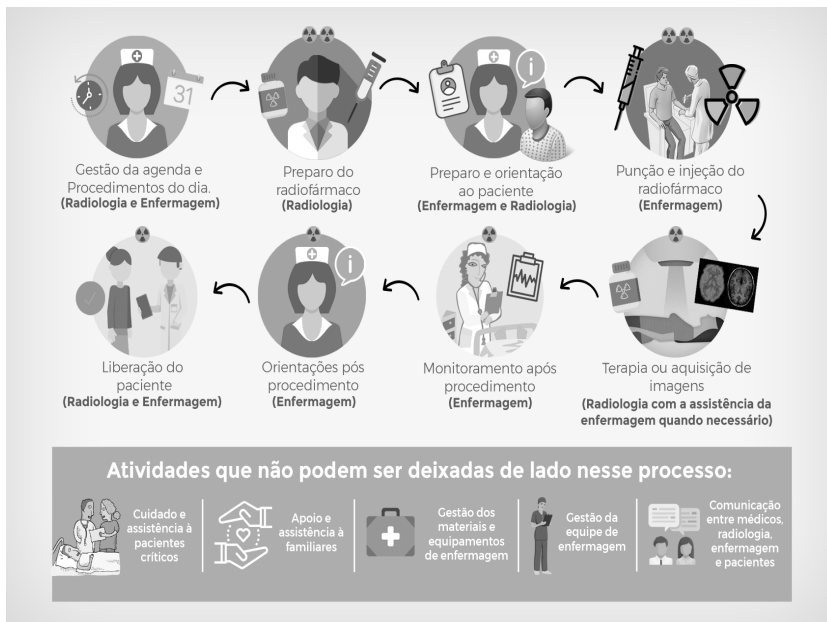 31
Gestão da agenda e
Procedimentos do dia.
(Radiologia e Enfermagem)
Preparo do
radiofármaco
(Radiologia)
i
Preparo e orientação
ao paciente
(Enfermagem e Radiologia)
Punção e injeção do
radiofármaco
(Enfermagem)
Liberação do
paciente
(Radiologia e Enfermagem)
i
Orientações pós
procedimento
(Enfermagem)
Monitoramento após
procedimento
(Enfermagem)
Terapia ou aquisição de
imagens
(Radiologia com a assistência da
enfermagem quando necessário)
Atividades que não podem ser deixadas de lado nesse processo:
Cuidado e
assistência à
pacientes
críticos
Apoio e
assistência à
familiares
Gestão dos
materiais e
equipamentos
de enfermagem
Gestão da
equipe de
enfermagem
Comunicação
entre médicos,
radiologia,
enfermagem
e pacientes